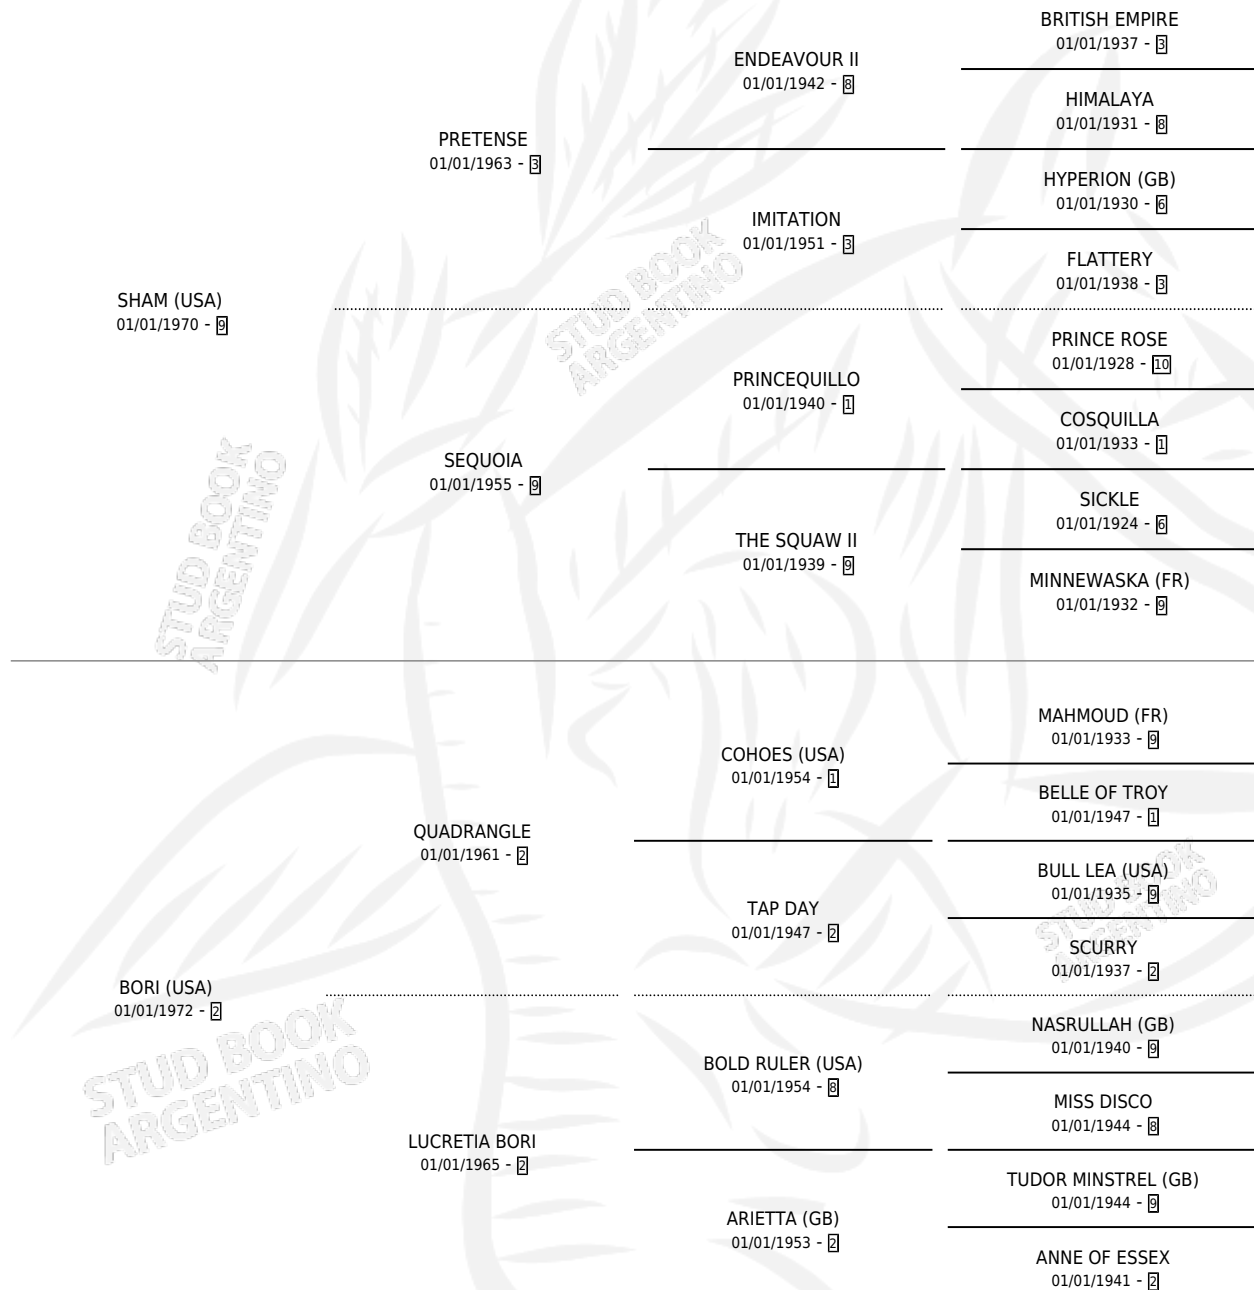 BRITISH EMPIRE
01/01/1937 - 3
ENDEAVOUR II
01/01/1942 - 8
HIMALAYA
01/01/1931 - 8
PRETENSE
01/01/1963 - 3
HYPERION (GB)
01/01/1930 - 6
IMITATION
01/01/1951 - 3
FLATTERY
01/01/1938 - 3
SHAM (USA)
01/01/1970 - 9
STUD BOOK
ARGENTINO
PRINCE ROSE
01/01/1928 - 10
PRINCEQUILLO
01/01/1940 - 1
COSQUILLA
01/01/1933 - 1
SEQUOIA
01/01/1955 - 9
SICKLE
01/01/1924 - 6
THE SQUAW II
01/01/1939 - 9
MINNEWASKA (FR)
01/01/1932 - 9
STUD BOOK
ARGENTINO
MAHMOUD (FR)
01/01/1933 - 9
COHOES (USA)
01/01/1954 - 1
BELLE OF TROY
01/01/1947 - 1
QUADRANGLE
01/01/1961 - 2
BULL LEA (USA)
01/01/1935 - 9
TAP DAY
01/01/1947 - 2
SCURRY
01/01/1937 - 2
STUD BOOK
ARGENTINO
BORI (USA)
01/01/1972 - 2
NASRULLAH (GB)
01/01/1940 - 9
BOLD RULER (USA)
01/01/1954 - 8
MISS DISCO
01/01/1944 - 8
STUD BOOK
ARGENTINO
LUCRETIA BORI
01/01/1965 - 2
TUDOR MINSTREL (GB)
01/01/1944 - 9
ARIETTA (GB)
01/01/1953 - 2
ANNE OF ESSEX
01/01/1941 - 2